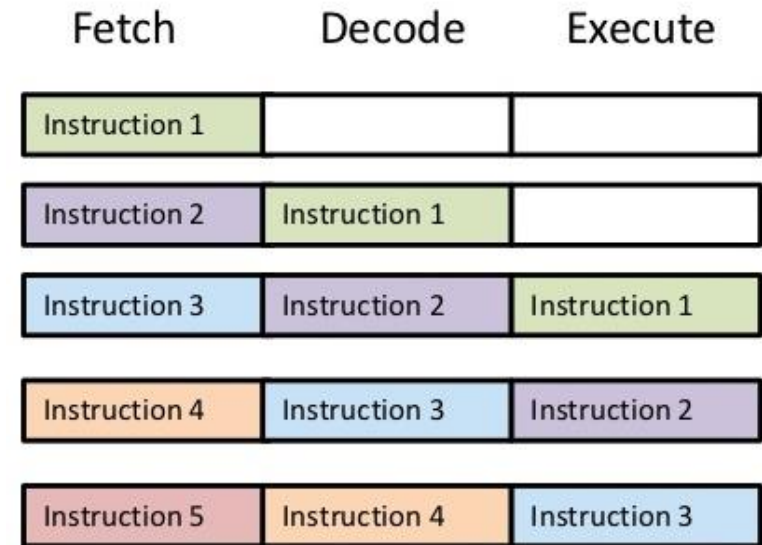 Fetch Decode Execute
Instruction 1
Instruction 2 Instruction 1
Instruction 3 Instruction 2 Instruction 1
Instruction 4 Instruction 3 Instruction 2
Instruction 5 Instruction 4 Instruction 3